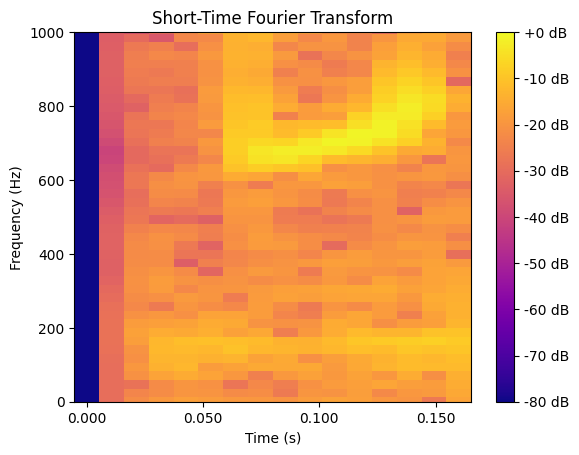 Short-Time Fourier Transform
1000
800
600
400
200
0
Frequency (Hz)
0.000
0.050
0.100
0.150
Time (s)
+0 dB
-10 dB
-20 dB
-30 dB
-40 dB
-50 dB
-60 dB
-70 dB
-80 dB